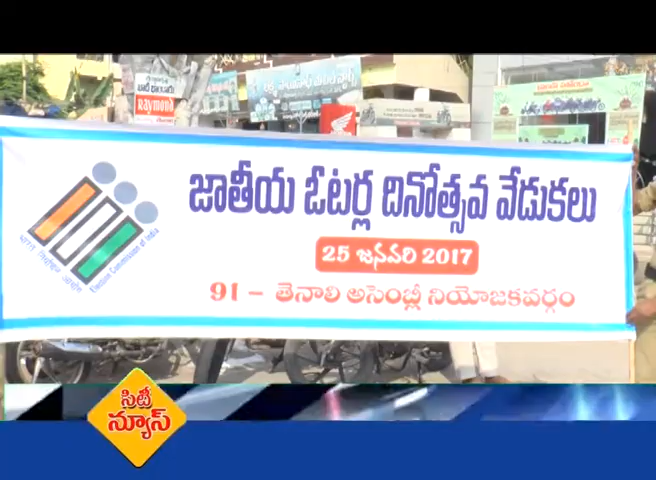 Raymond
జాతీయ ఓటర్ల దినోత్సవ వేడుకలు
25 జనవరి 2017
91 – తెనాలి అసెంబ్లీ నియోజకవర్గం
Election Commission of India
సిటీ
న్యూస్